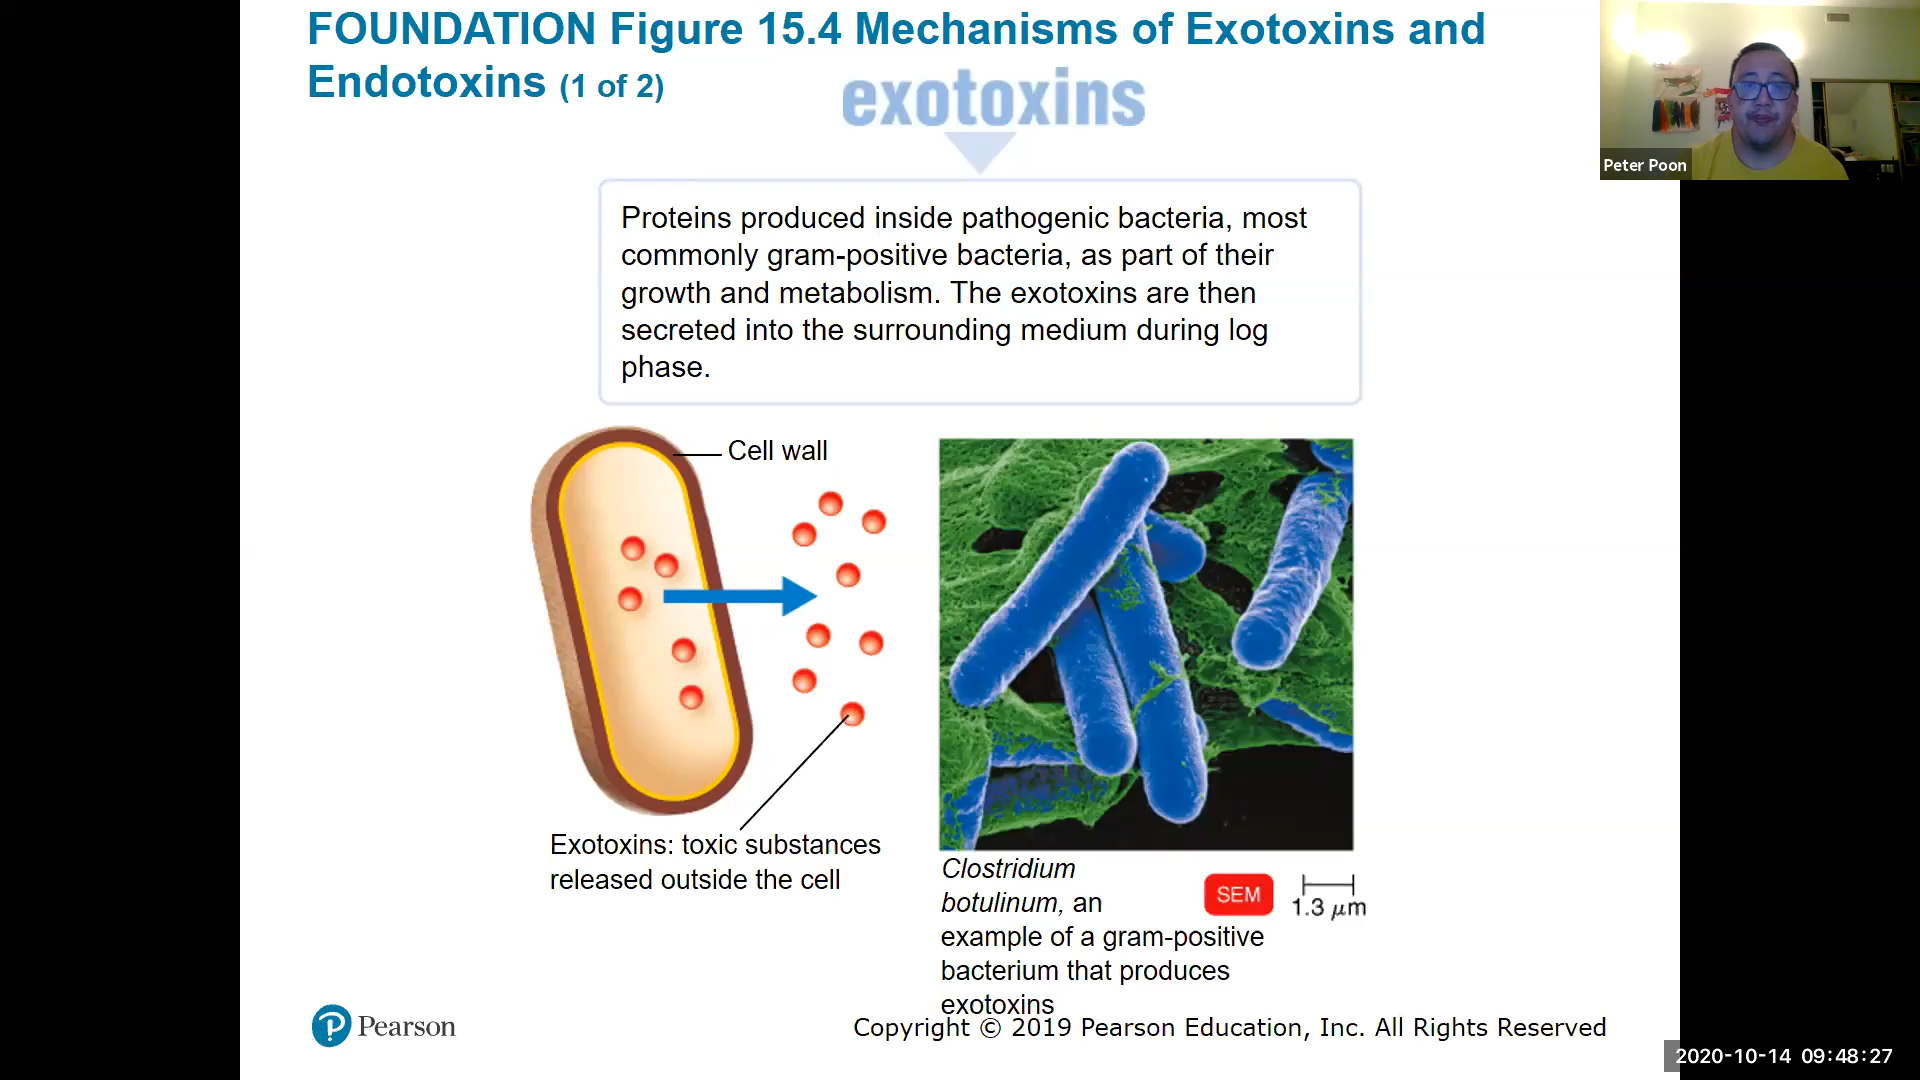 FOUNDATION Figure 15.4 Mechanisms of Exotoxins and
Endotoxins (1 of 2)
exotoxins
Peter Poon
Proteins produced inside pathogenic bacteria, most
commonly gram-positive bacteria, as part of their
growth and metabolism. The exotoxins are then
secreted into the surrounding medium during log
phase.
Cell wall
Exotoxins: toxic substances
released outside the cell
Clostridium
botulinum, an
example of a gram-positive
bacterium that produces
exotoxins
SEM
1.3 μm
Pearson
Copyright © 2019 Pearson Education, Inc. All Rights Reserved
2020-10-14 09:48:27